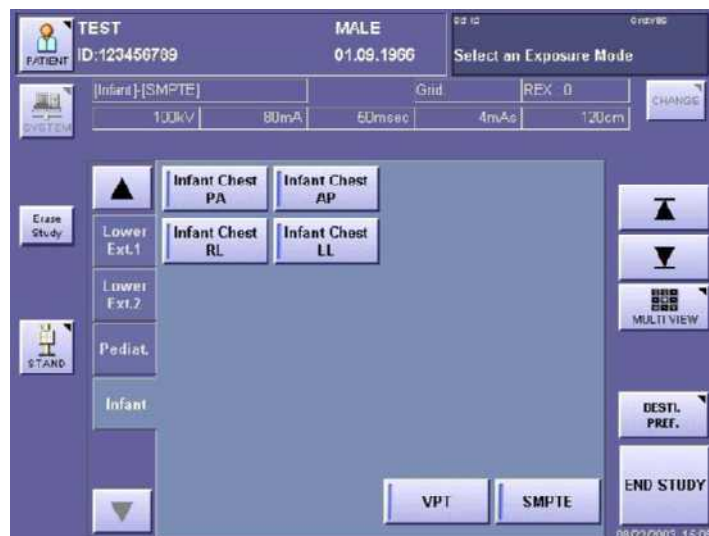 TEST MALE
ID:123456789 01.09.1966 Select an Exposure Mode
PATIENT
[Infant]-[SMPTE] Grid REX 0
CHANGE
100kV 80mA 60msec 4mAs 120cm
SYSTEM
Infant Chest PA
Infant Chest AP
Erase Study
Lower Ext.1
Infant Chest RL
Infant Chest LL
Lower Ext.2
MULTI VIEW
Pediat.
STAND
Infant
DESTI. PREF.
END STUDY
VPT SMPTE